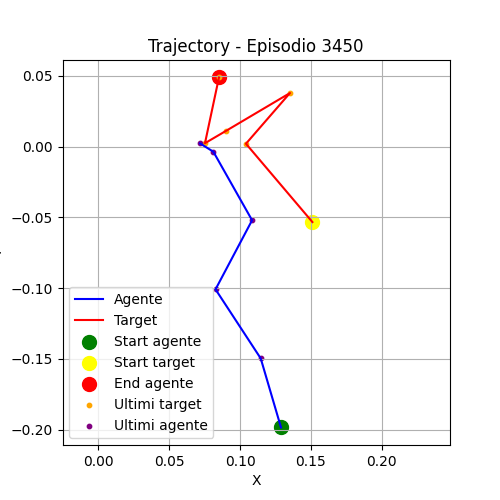 Trajectory - Episodio 3450
0.05
0.00
−0.05
−0.10
−0.15
−0.20
Agente
Target
Start agente
Start target
End agente
Ultimi target
Ultimi agente
0.00 0.05 0.10 0.15 0.20
X